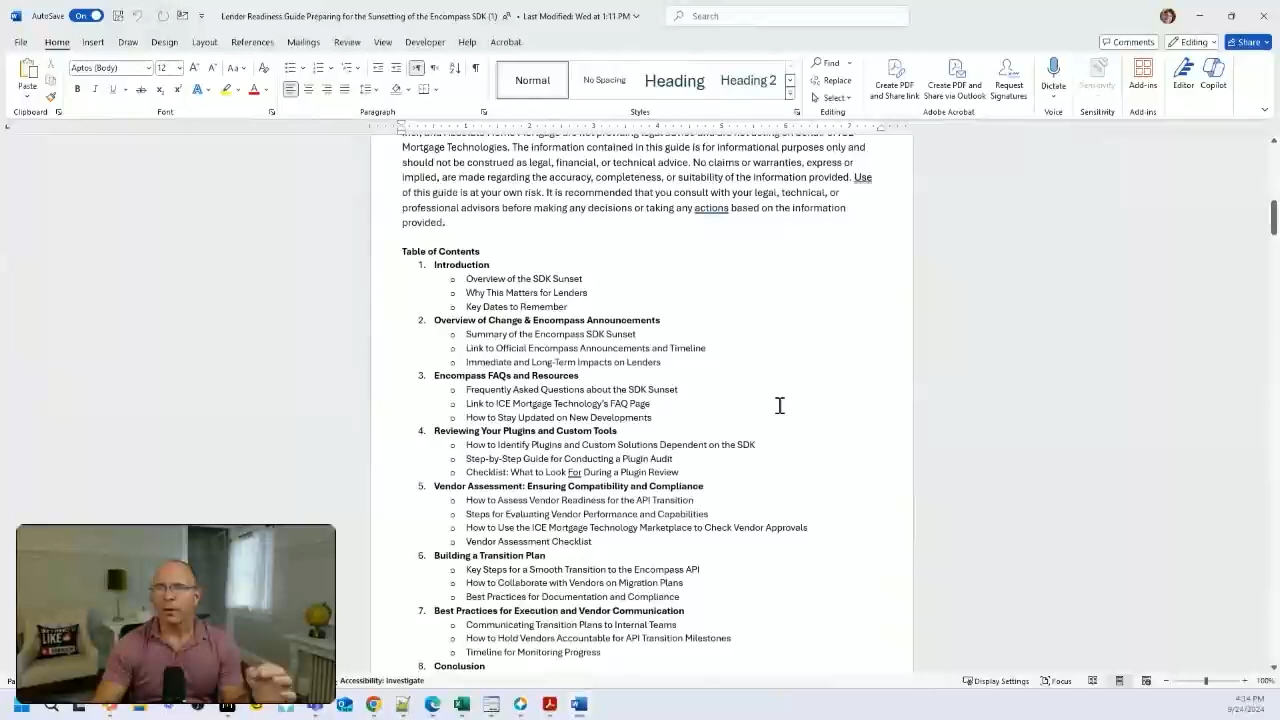 AutoSave On Lender Readiness Guide Preparing for the Sunsetting of the Encompass SDK (1) • Last Modified: Wed at 1:11 PM Search
File Home Insert Draw Design Layout References Mailings Review View Developer Help Acrobat Comments Editing Share
Aptos (Body) 12 Normal No Spacing Heading Heading 2 Find Replace Select
Paste Create PDF and Share link Create PDF and Share via Outlook Request Signatures Dictate Sensitivity Add-ins Editor Copilot
Clipboard Font Paragraph Styles Editing Adobe Acrobat Voice Sensitivity Add-ins
Mortgage Technologies. The information contained in this guide is for informational purposes only and
should not be construed as legal, financial, or technical advice. No claims or warranties, express or
implied, are made regarding the accuracy, completeness, or suitability of the information provided. Use
of this guide is at your own risk. It is recommended that you consult with your legal, technical, or
professional advisors before making any decisions or taking any actions based on the information
provided.
Table of Contents
1. Introduction
o Overview of the SDK Sunset
o Why This Matters for Lenders
o Key Dates to Remember
2. Overview of Change & Encompass Announcements
o Summary of the Encompass SDK Sunset
o Link to Official Encompass Announcements and Timeline
o Immediate and Long-Term Impacts on Lenders
3. Encompass FAQs and Resources
o Frequently Asked Questions about the SDK Sunset
o Link to ICE Mortgage Technology's FAQ Page
o How to Stay Updated on New Developments
4. Reviewing Your Plugins and Custom Tools
o How to Identify Plugins and Custom Solutions Dependent on the SDK
o Step-by-Step Guide for Conducting a Plugin Audit
o Checklist: What to Look For During a Plugin Review
5. Vendor Assessment: Ensuring Compatibility and Compliance
o How to Assess Vendor Readiness for the API Transition
o Steps for Evaluating Vendor Performance and Capabilities
o How to Use the ICE Mortgage Technology Marketplace to Check Vendor Approvals
o Vendor Assessment Checklist
6. Building a Transition Plan
o Key Steps for a Smooth Transition to the Encompass API
o How to Collaborate with Vendors on Migration Plans
o Best Practices for Documentation and Compliance
7. Best Practices for Execution and Vendor Communication
o Communicating Transition Plans to Internal Teams
o How to Hold Vendors Accountable for API Transition Milestones
o Timeline for Monitoring Progress
8. Conclusion
LIKE
Accessibility: Investigate Display Settings Focus 100%
4:34 PM
9/24/2024